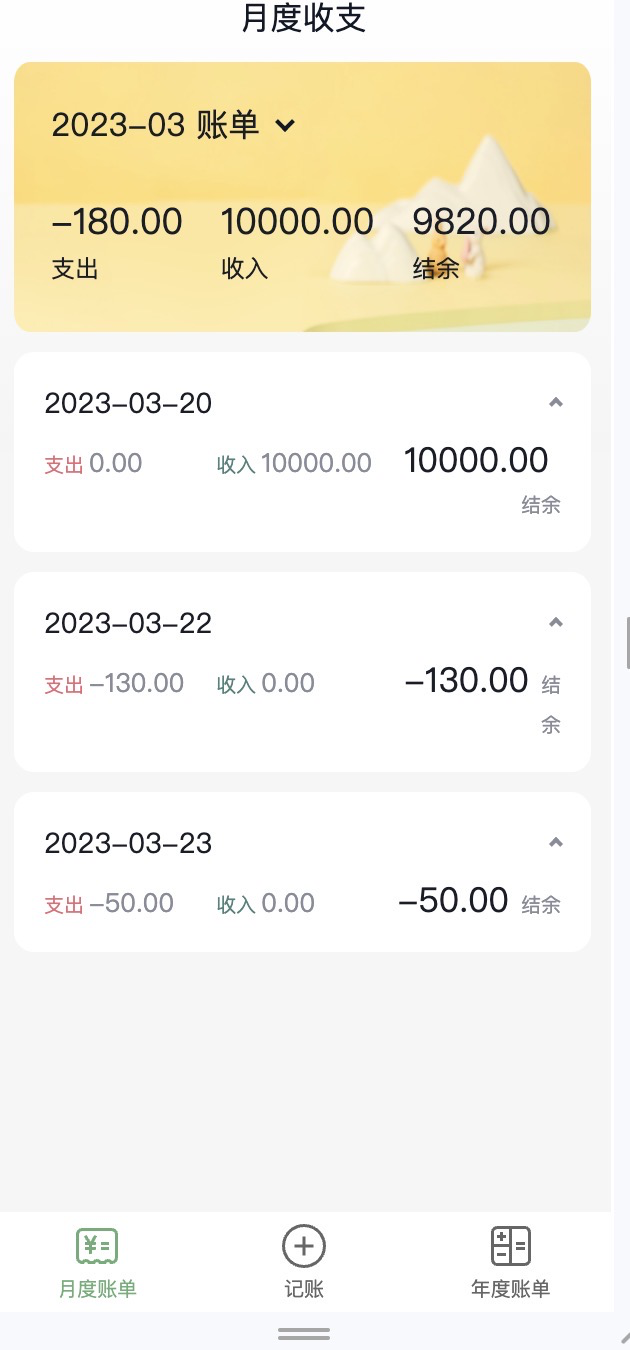 月度收支
2023-03 账单
-180.00 10000.00 9820.00
支出 收入 结余
2023-03-20
支出 0.00 收入 10000.00 10000.00
结余
2023-03-22
支出 -130.00 收入 0.00 -130.00 结
余
2023-03-23
支出 -50.00 收入 0.00 -50.00 结余
月度账单 记账 年度账单